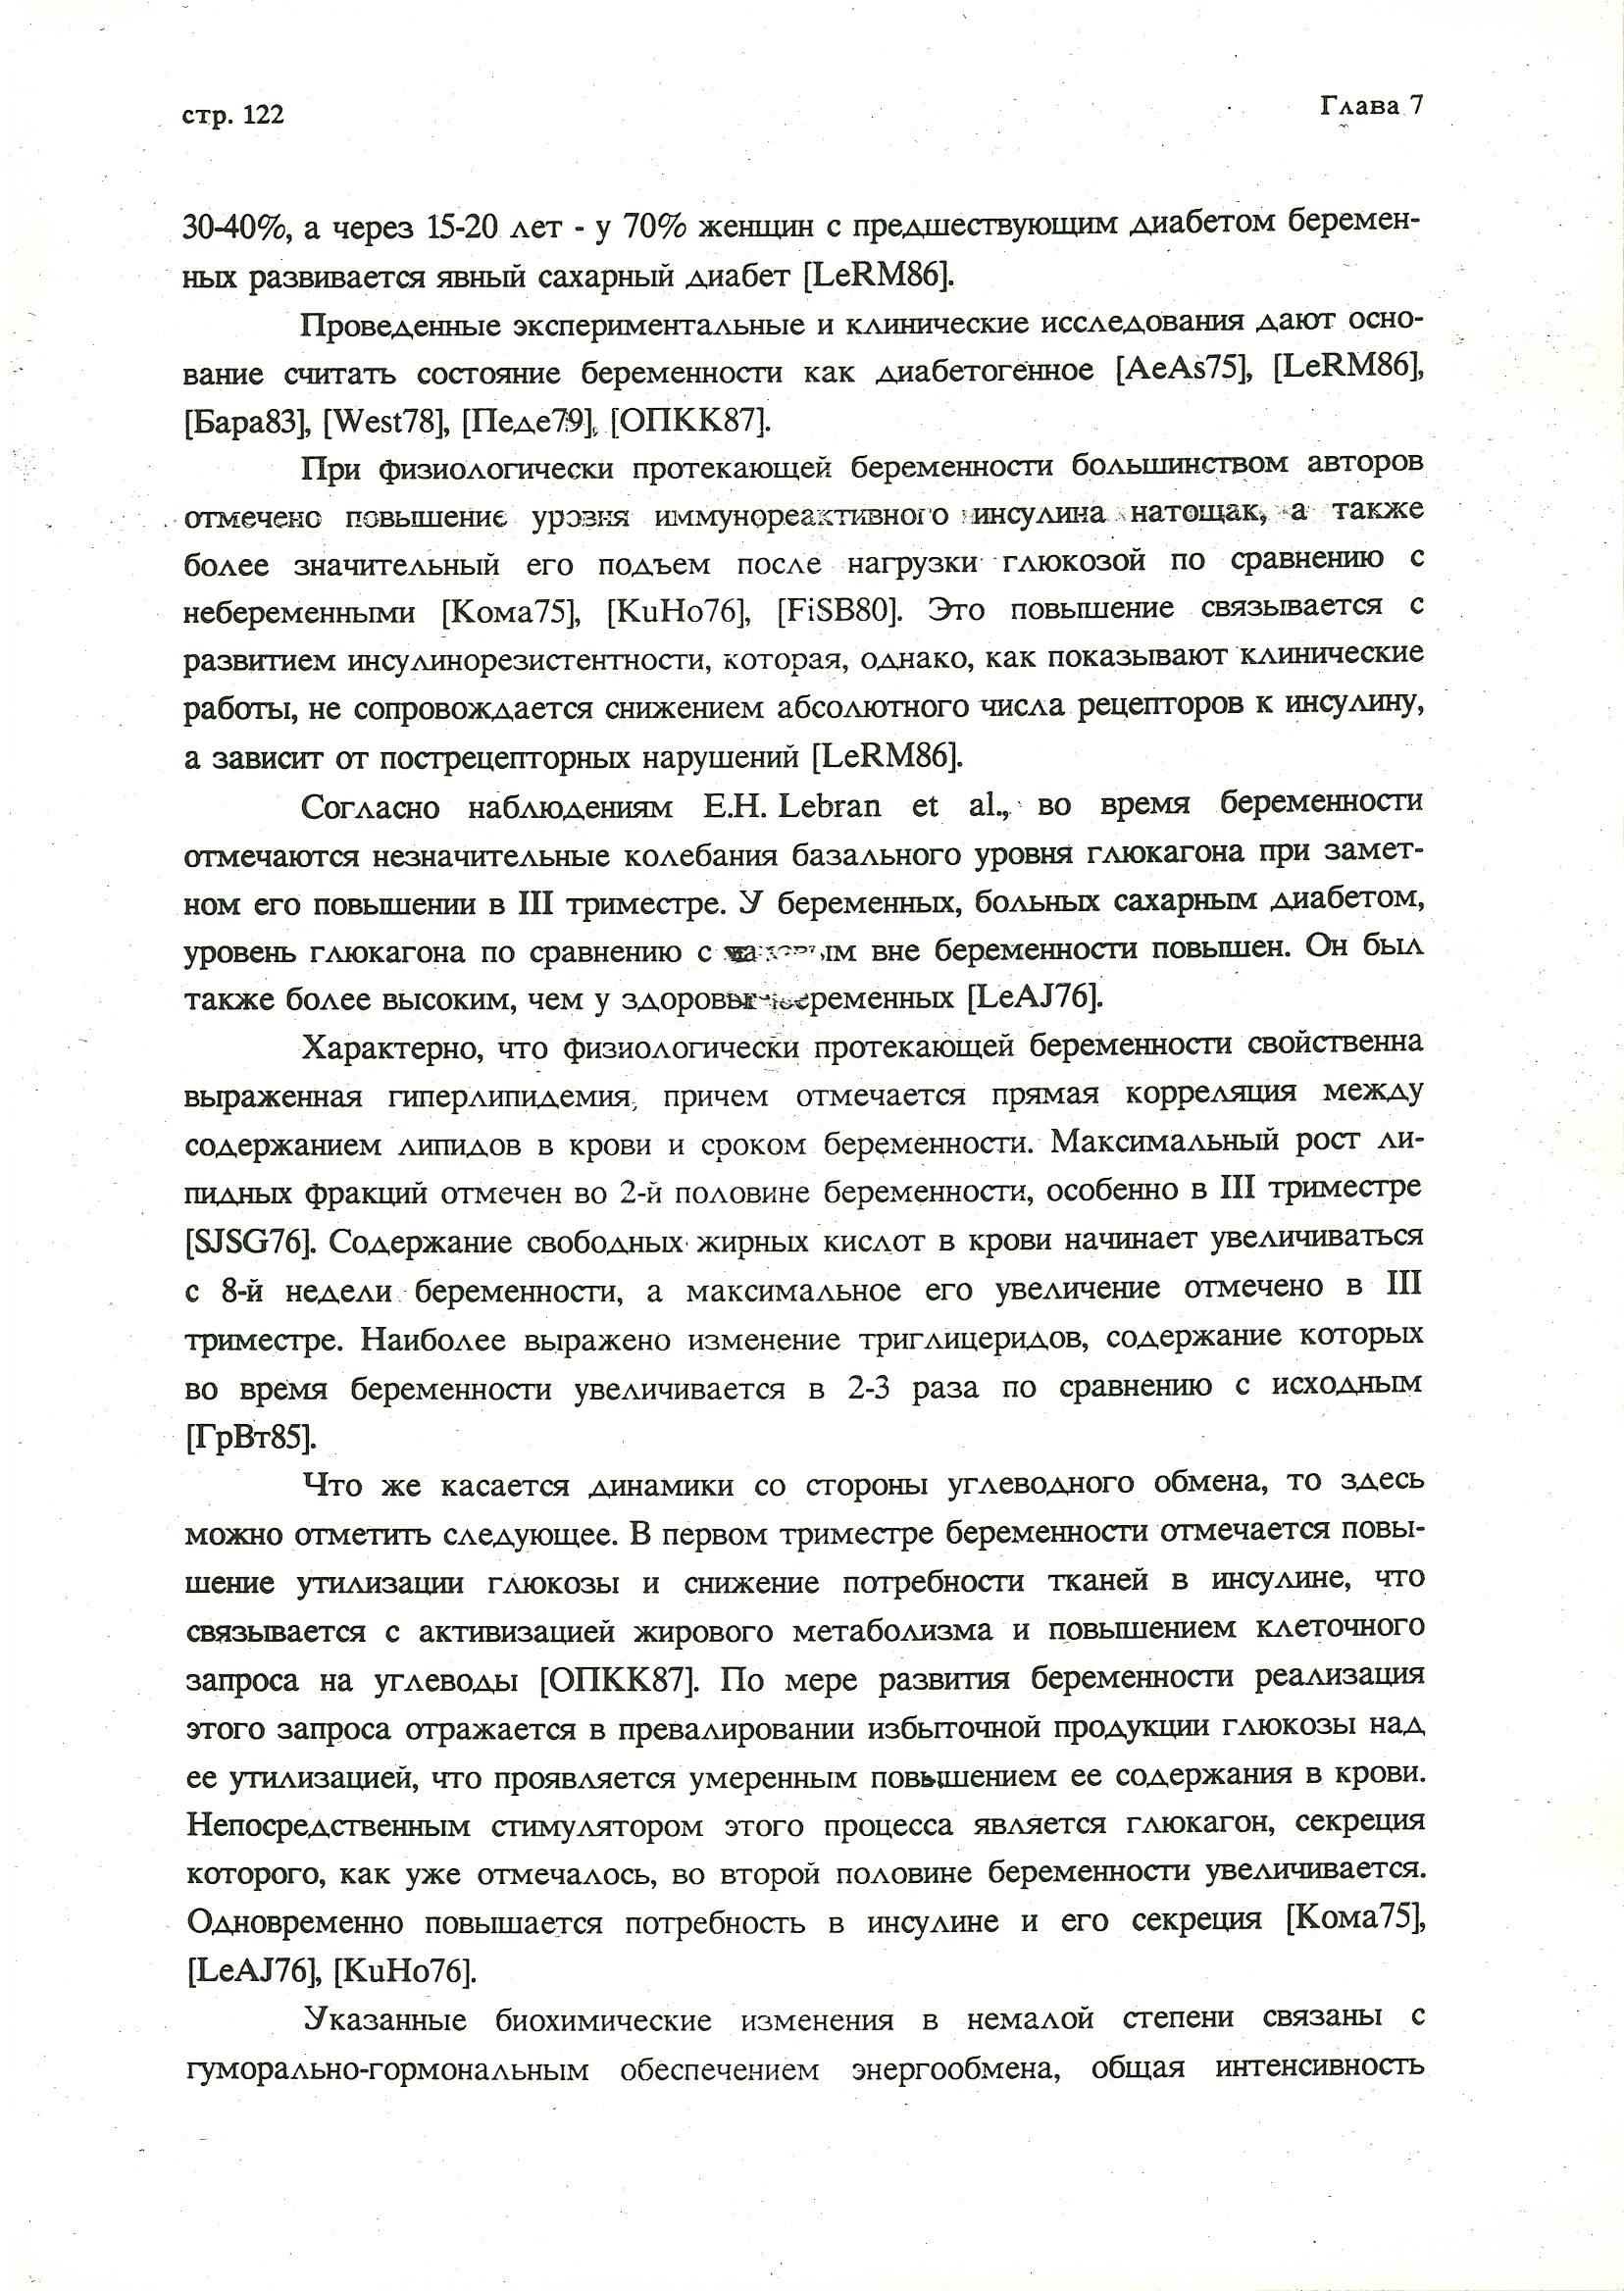 стр. 122
Глава 7
30-40%, а через 15-20 лет - у 70% женщин с предшествующим диабетом беремен-
ных развивается явный сахарный диабет [LeRM86].
Проведенные экспериментальные и клинические исследования дают осно-
вание считать состояние беременности как диабетогенное [AeAs75], [LeRM86],
[Бара83], [West78], [Педе79], [ОПКК87].
При физиологически протекающей беременности большинством авторов
отмечено повышение уровня иммунореактивного инсулина натощак, а также
более значительный его подъем после нагрузки глюкозой по сравнению с
небеременными [Кома75], [KuHo76], [FiSB80]. Это повышение связывается с
развитием инсулинорезистентности, которая, однако, как показывают клинические
работы, не сопровождается снижением абсолютного числа рецепторов к инсулину,
а зависит от пострецепторных нарушений [LeRM86].
Согласно наблюдениям E.H. Lebran et al., во время беременности
отмечаются незначительные колебания базального уровня глюкагона при замет-
ном его повышении в III триместре. У беременных, больных сахарным диабетом,
уровень глюкагона по сравнению с вне беременности повышен. Он был
также более высоким, чем у здоровых беременных [LeAJ76].
Характерно, что физиологически протекающей беременности свойственна
выраженная гиперлипидемия, причем отмечается прямая корреляция между
содержанием липидов в крови и сроком беременности. Максимальный рост ли-
пидных фракций отмечен во 2-й половине беременности, особенно в III триместре
[SJSG76]. Содержание свободных жирных кислот в крови начинает увеличиваться
с 8-й недели беременности, а максимальное его увеличение отмечено в III
триместре. Наиболее выражено изменение триглицеридов, содержание которых
во время беременности увеличивается в 2-3 раза по сравнению с исходным
[ГрВт85].
Что же касается динамики со стороны углеводного обмена, то здесь
можно отметить следующее. В первом триместре беременности отмечается повы-
шение утилизации глюкозы и снижение потребности тканей в инсулине, что
связывается с активизацией жирового метаболизма и повышением клеточного
запроса на углеводы [ОПКК87]. По мере развития беременности реализация
этого запроса отражается в превалировании избыточной продукции глюкозы над
ее утилизацией, что проявляется умеренным повышением ее содержания в крови.
Непосредственным стимулятором этого процесса является глюкагон, секреция
которого, как уже отмечалось, во второй половине беременности увеличивается.
Одновременно повышается потребность в инсулине и его секреция [Кома75],
[LeAJ76], [KuHo76].
Указанные биохимические изменения в немалой степени связаны с
гуморально-гормональным обеспечением энергообмена, общая интенсивность